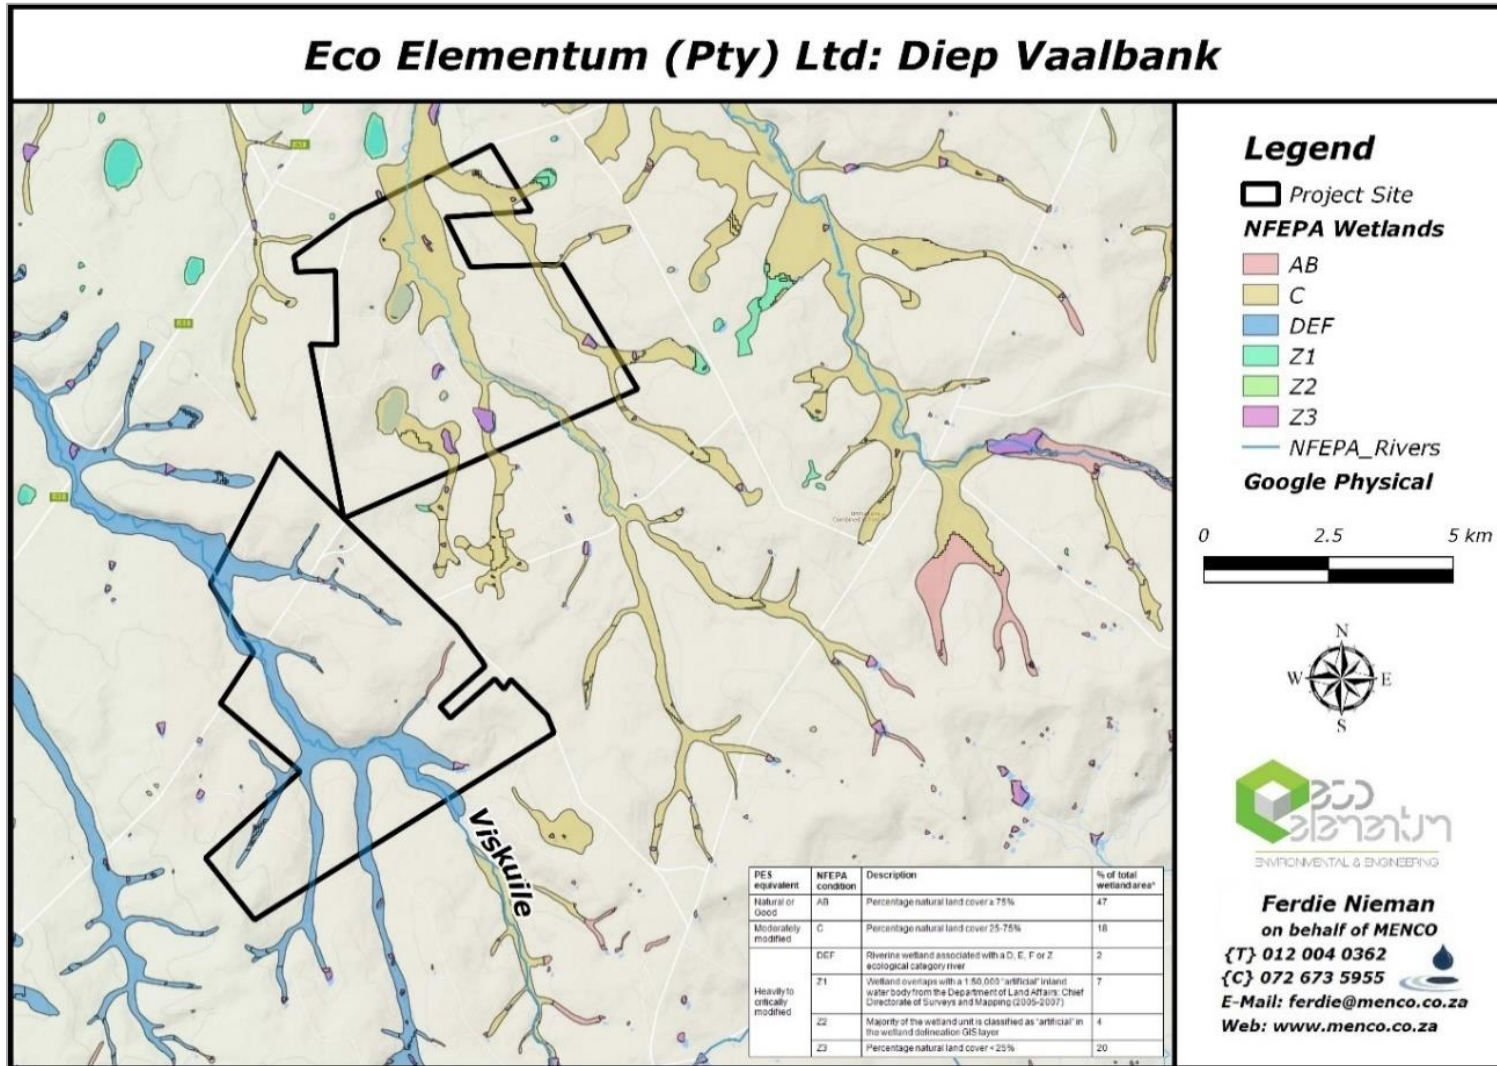 Eco Elementum (Pty) Ltd: Diep Vaalbank
R38
R38
R38
Viskuile
Legend
Project Site
NFEPA Wetlands
AB
C
DEF
Z1
Z2
Z3
NFEPA_Rivers
Google Physical
0 2.5 5 km
N
W E
S
eco
elementum
ENVIRONMENTAL & ENGINEERING
Ferdie Nieman
on behalf of MENCO
{T} 012 004 0362
{C} 072 673 5955
E-Mail: ferdie@menco.co.za
Web: www.menco.co.za
PES equivalent NFEPA condition Description % of total wetland area*
Natural or Good AB Percentage natural land cover ≥ 75% 47
Moderately modified C Percentage natural land cover 25-75% 18
Heavily to critically modified
DEF Riverine wetland associated with a D, E, F or Z ecological category river 2
Z1 Wetland overlaps with a 1:50,000 "artificial" inland water body from the Department of Land Affairs: Chief Directorate of Surveys and Mapping (2005-2007) 7
Z2 Majority of the wetland unit is classified as "artificial" in the wetland delineation GIS layer 4
Z3 Percentage natural land cover < 25% 20